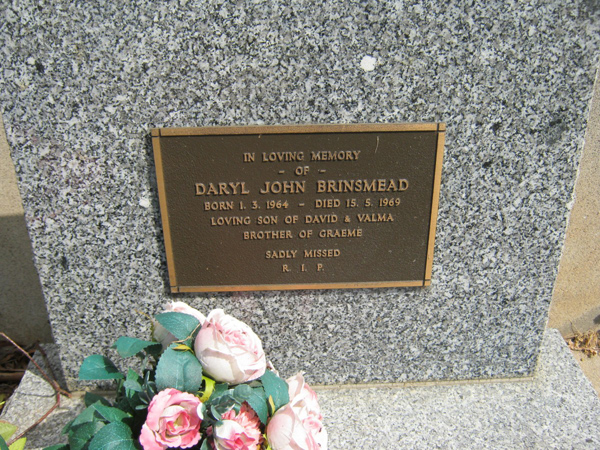 IN LOVING MEMORY
– OF –
DARYL JOHN BRINSMEAD
BORN 1. 3. 1964 – DIED 15. 5. 1969
LOVING SON OF DAVID & VALMA
BROTHER OF GRAEME
SADLY MISSED
R. I. P.